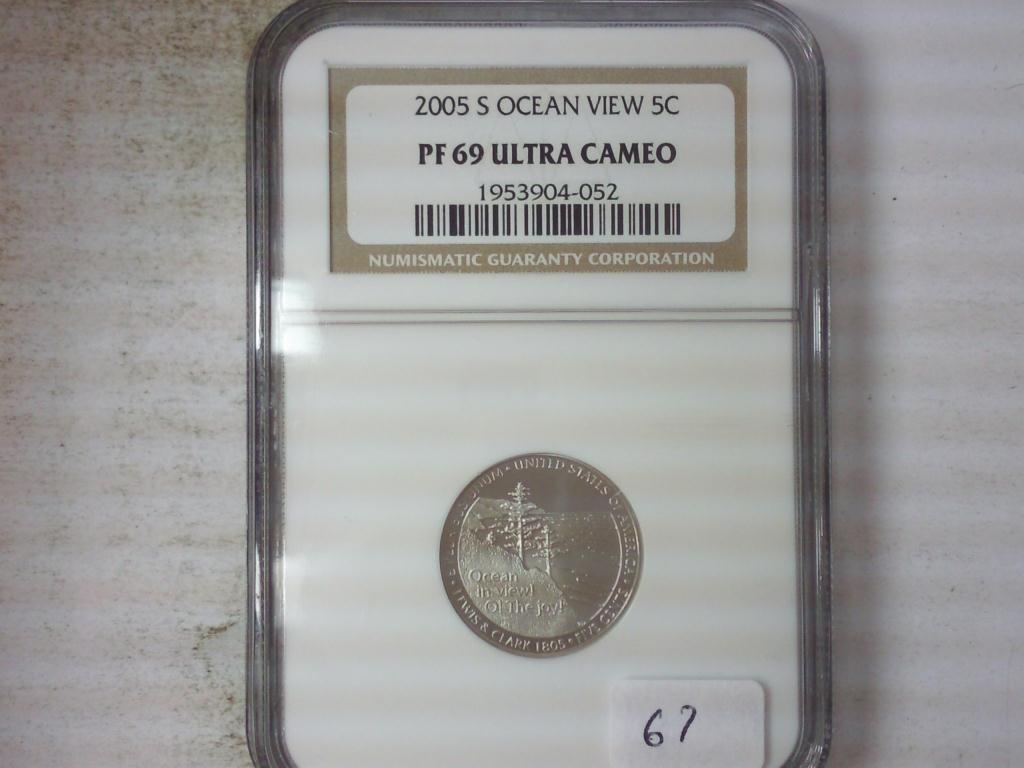 2005 S OCEAN VIEW 5C
PF 69 ULTRA CAMEO
1953904-052
NUMISMATIC GUARANTY CORPORATION
UNUM • UNITED STATES OF AMERICA • FIVE CENTS
LEWIS & CLARK 1805
Ocean
in view!
O! The joy!
67